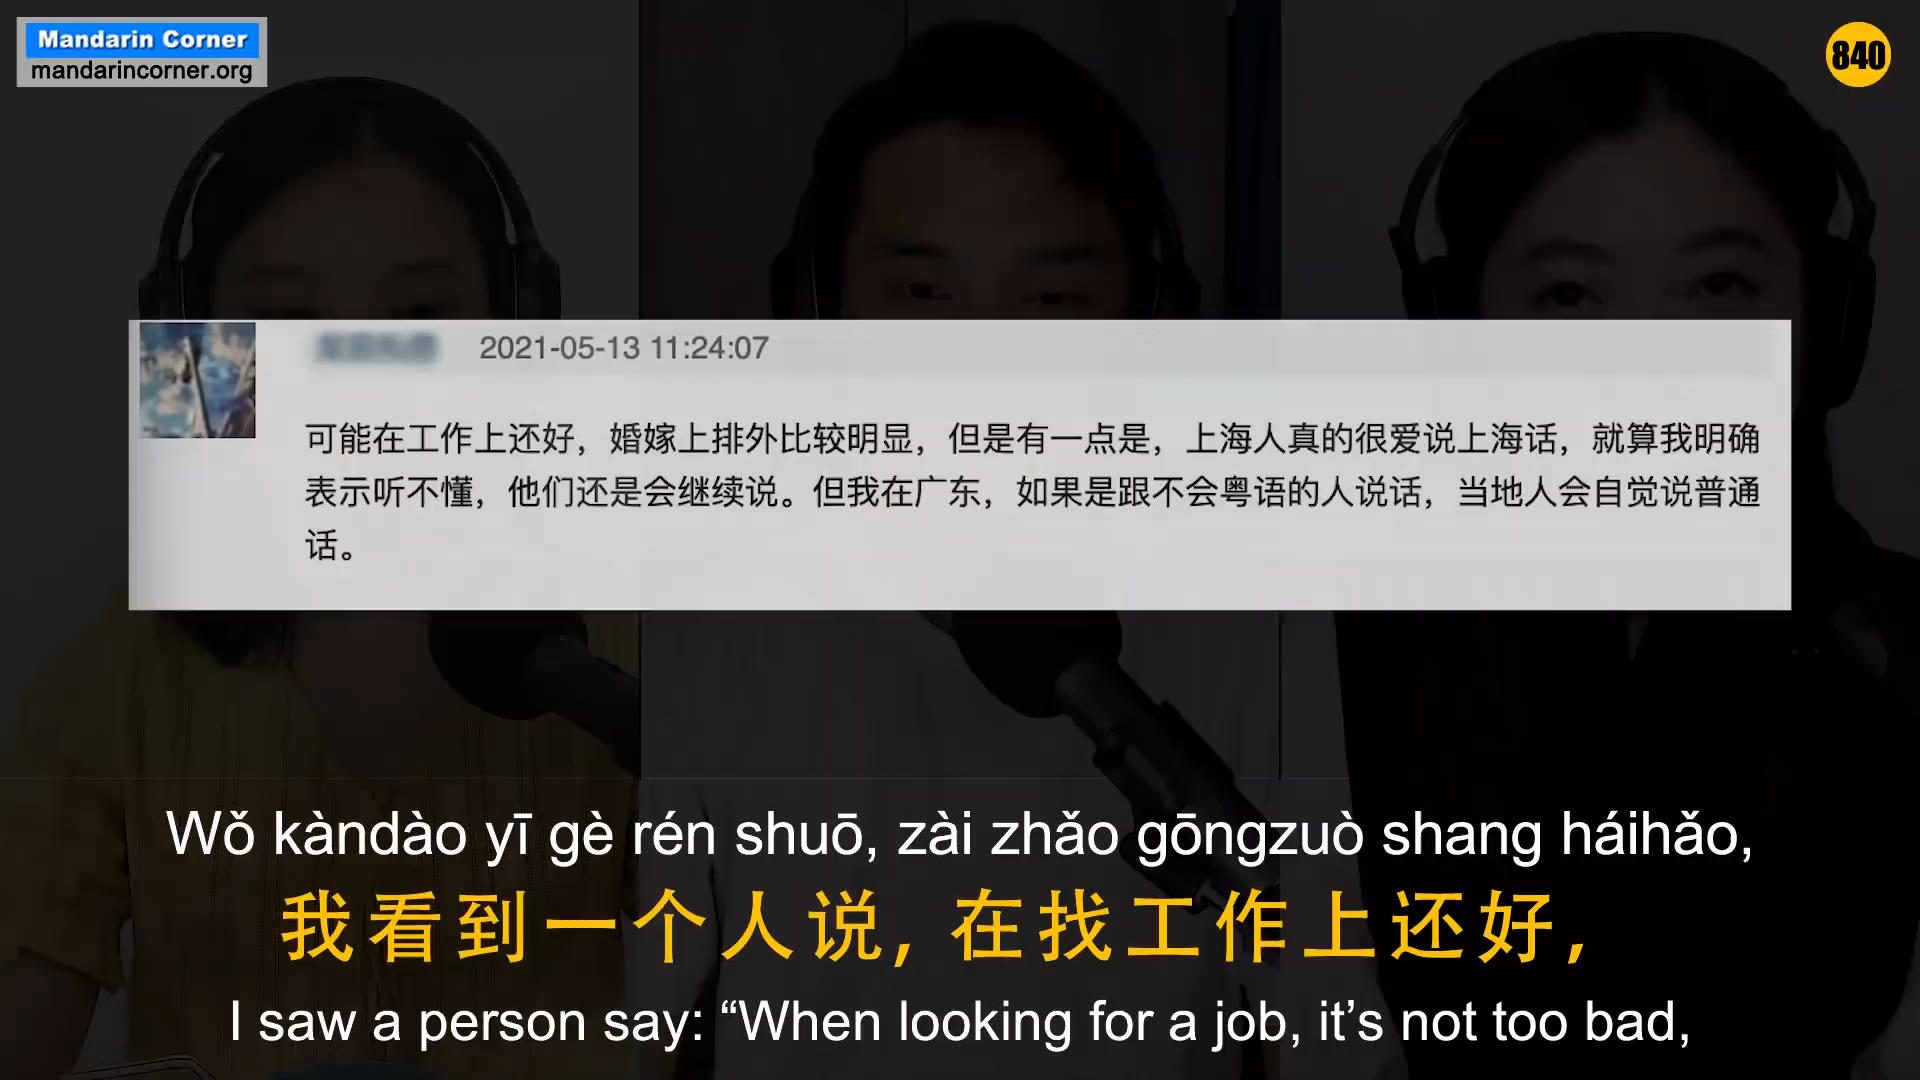 Mandarin Corner
mandarincorner.org
840
2021-05-13 11:24:07
可能在工作上还好，婚嫁上排外比较明显，但是有一点是，上海人真的很爱说上海话，就算我明确
表示听不懂，他们还是会继续说。但我在广东，如果是跟不会粤语的人说话，当地人会自觉说普通
话。
Wǒ kàndào yī gè rén shuō, zài zhǎo gōngzuò shang háihǎo,
我看到一个人说, 在找工作上还好,
I saw a person say: “When looking for a job, it’s not too bad,